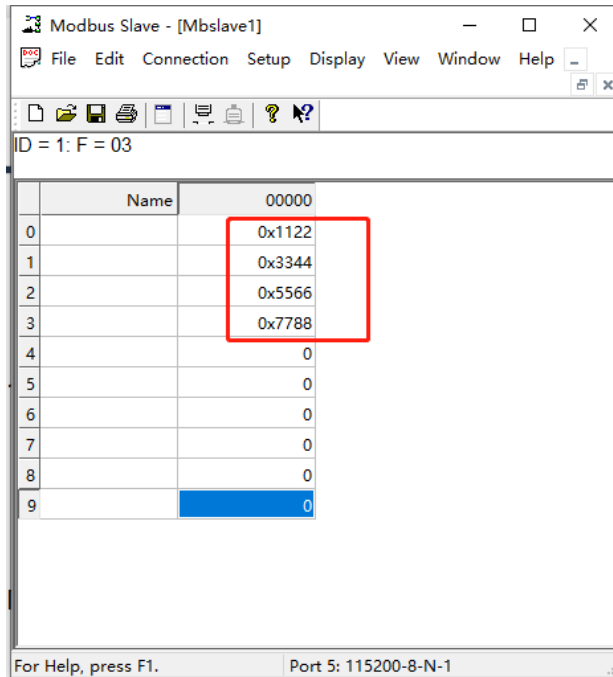 Modbus Slave - [Mbslave1]
File Edit Connection Setup Display View Window Help
ID = 1: F = 03
Name 00000
0 0x1122
1 0x3344
2 0x5566
3 0x7788
4 0
5 0
6 0
7 0
8 0
9 0
For Help, press F1. Port 5: 115200-8-N-1